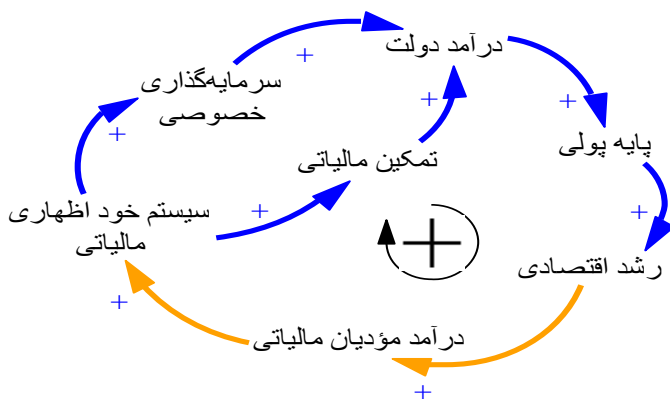 درآمد دولت
+
سرمایه‌گذاری
خصوصی
+
+
+
پایه پولی
تمکین مالیاتی
+
سیستم خود اظهاری
مالیاتی
+
+
رشد اقتصادی
+
درآمد مؤدیان مالیاتی
+
+